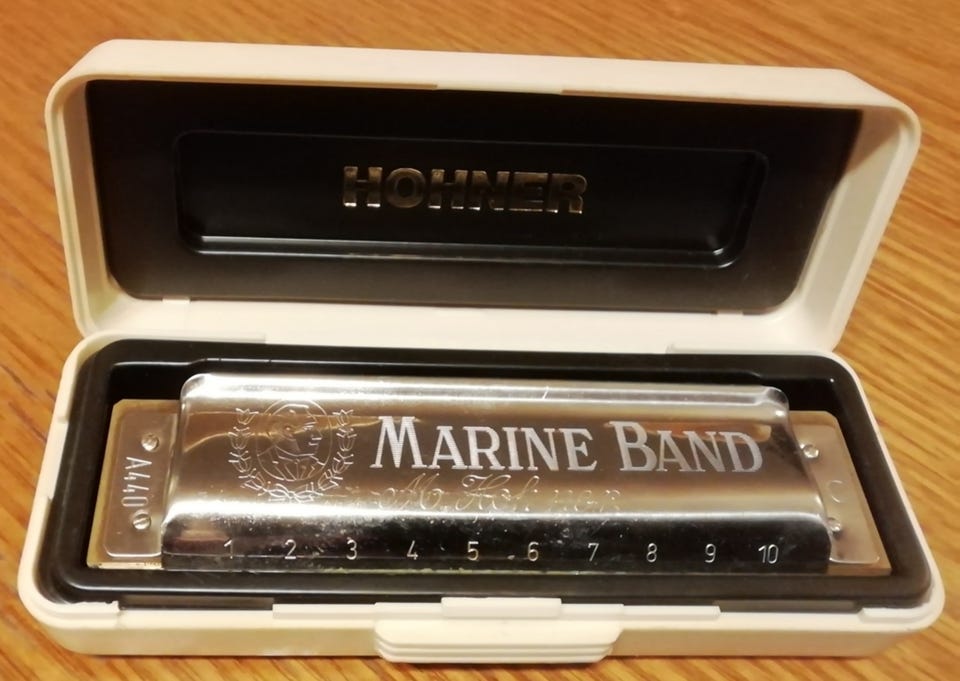 HOHNER
MARINE BAND
M. Hohner
A440
C
1 2 3 4 5 6 7 8 9 10